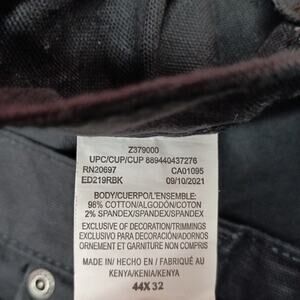 Z379000
UPC/CUP/CUP 889440437276
RN20697 CA01095
ED219RBK 09/10/2021
BODY/CUERPO/L'ENSEMBLE:
98% COTTON/ALGODÓN/COTON
2% SPANDEX/SPANDEX/SPANDEX
EXCLUSIVE OF DECORATION/TRIMMINGS
EXCLUSIVO PARA DECORACIÓN/ADORNOS
ORNEMENT ET GARNITURE NON COMPRIS
MADE IN/ HECHO EN / FABRIQUÉ AU
KENYA/KENIA/KENYA
44X 32